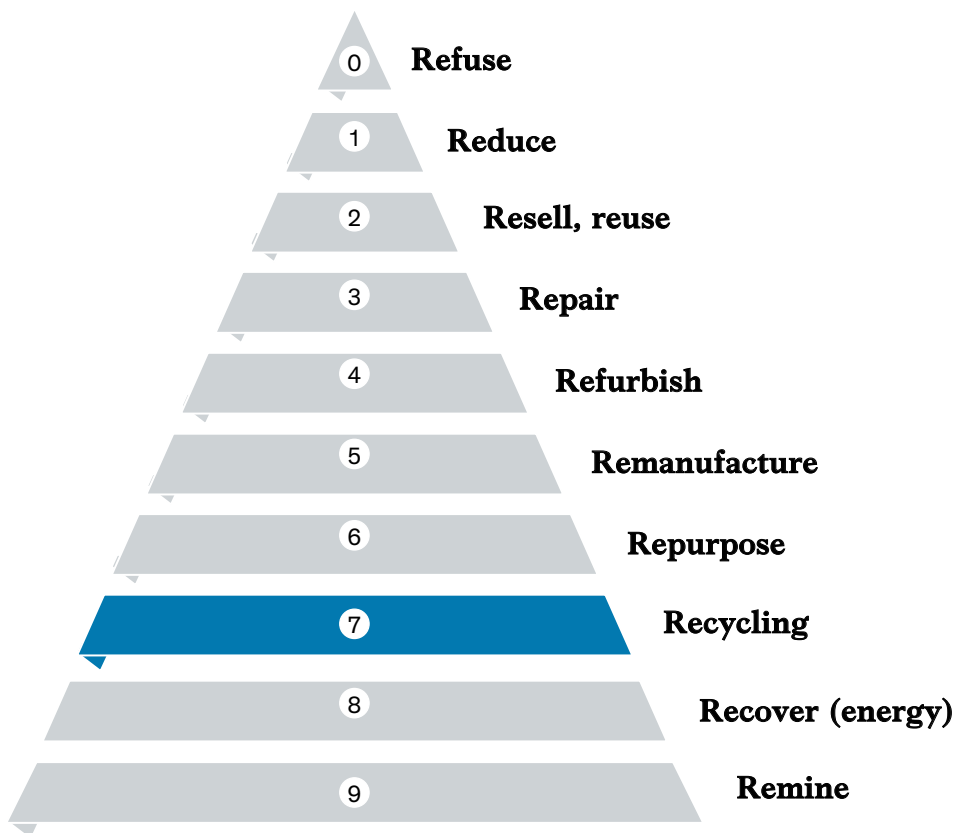 0 Refuse
1 Reduce
2 Resell, reuse
3 Repair
4 Refurbish
5 Remanufacture
6 Repurpose
7 Recycling
8 Recover (energy)
9 Remine